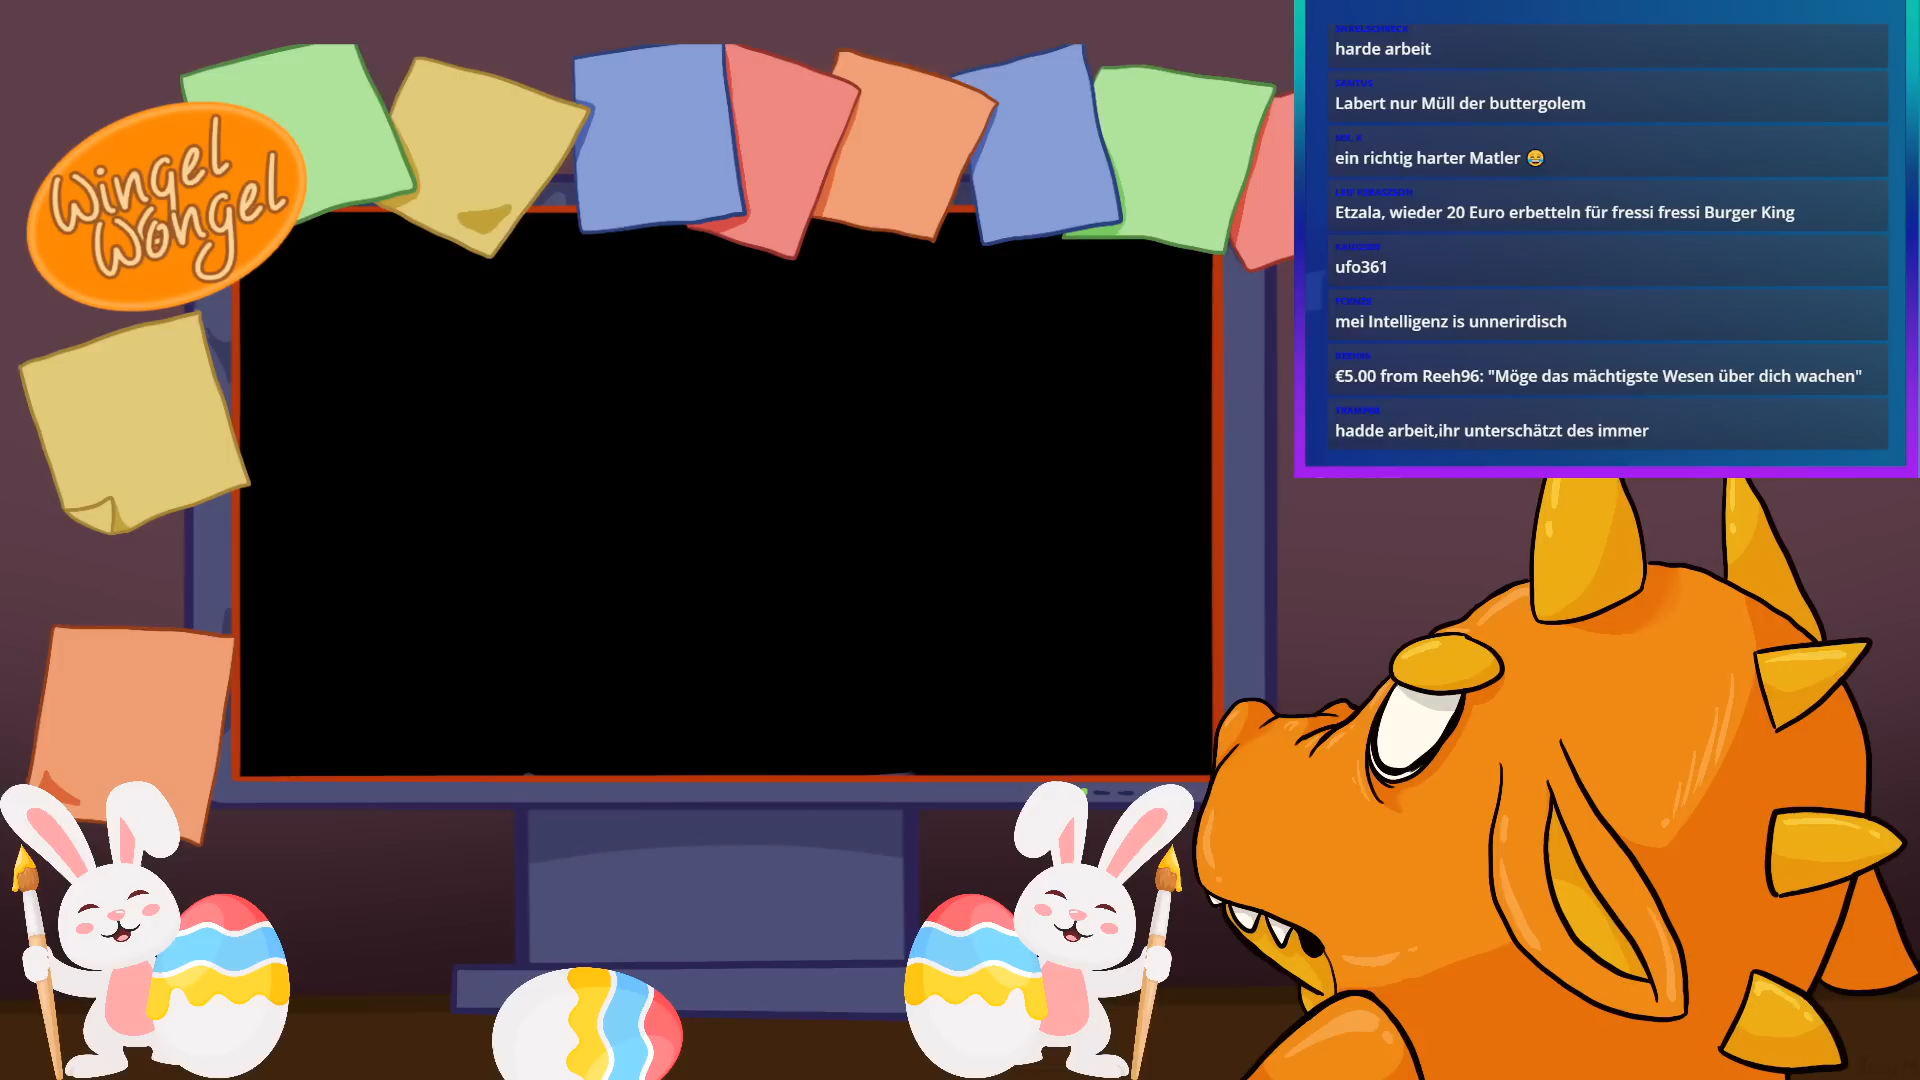 Wingel
Wongel
harde arbeit
Labert nur Müll der buttergolem
ein richtig harter Matler 😂
Etzala, wieder 20 Euro erbetteln für fressi fressi Burger King
ufo361
mei Intelligenz is unnerirdisch
REEH96
€5.00 from Reeh96: "Möge das mächtigste Wesen über dich wachen"
hadde arbeit,ihr unterschätzt des immer